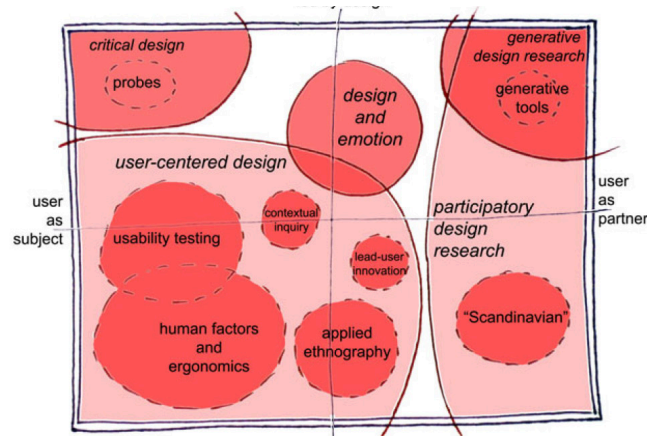 critical design
probes
generative
design research
generative
tools
design
and
emotion
user-centered design
user
as
subject
user
as
partner
usability testing
contextual
inquiry
participatory
design
research
lead-user
innovation
human factors
and
ergonomics
applied
ethnography
“Scandinavian”